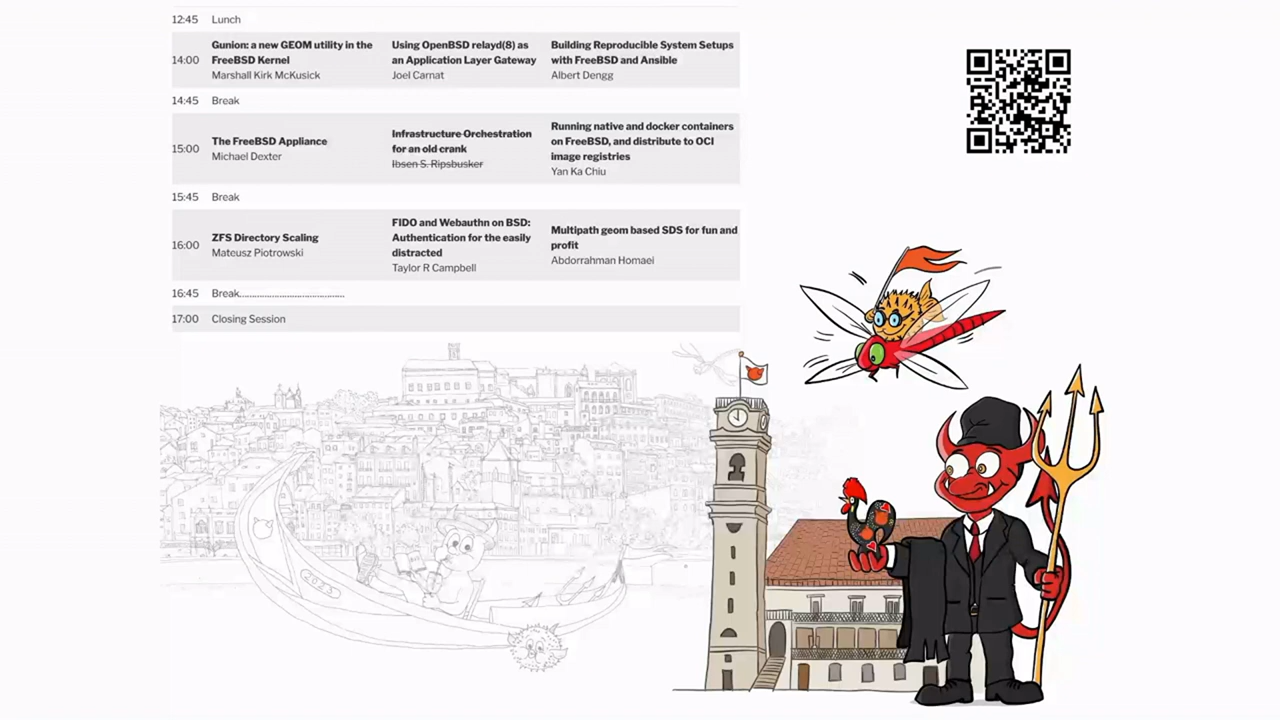 12:45 Lunch
14:00
Gunion: a new GEOM utility in the
FreeBSD Kernel
Marshall Kirk McKusick
Using OpenBSD relayd(8) as
an Application Layer Gateway
Joel Carnat
Building Reproducible System Setups
with FreeBSD and Ansible
Albert Dengg
14:45 Break
15:00
The FreeBSD Appliance
Michael Dexter
Infrastructure Orchestration
for an old crank
Ibsen S. Ripsbusker
Running native and docker containers
on FreeBSD, and distribute to OCI
image registries
Yan Ka Chiu
15:45 Break
16:00
ZFS Directory Scaling
Mateusz Piotrowski
FIDO and Webauthn on BSD:
Authentication for the easily
distracted
Taylor R Campbell
Multipath geom based SDS for fun and
profit
Abdorrahman Homaei
16:45 Break........................................
17:00 Closing Session